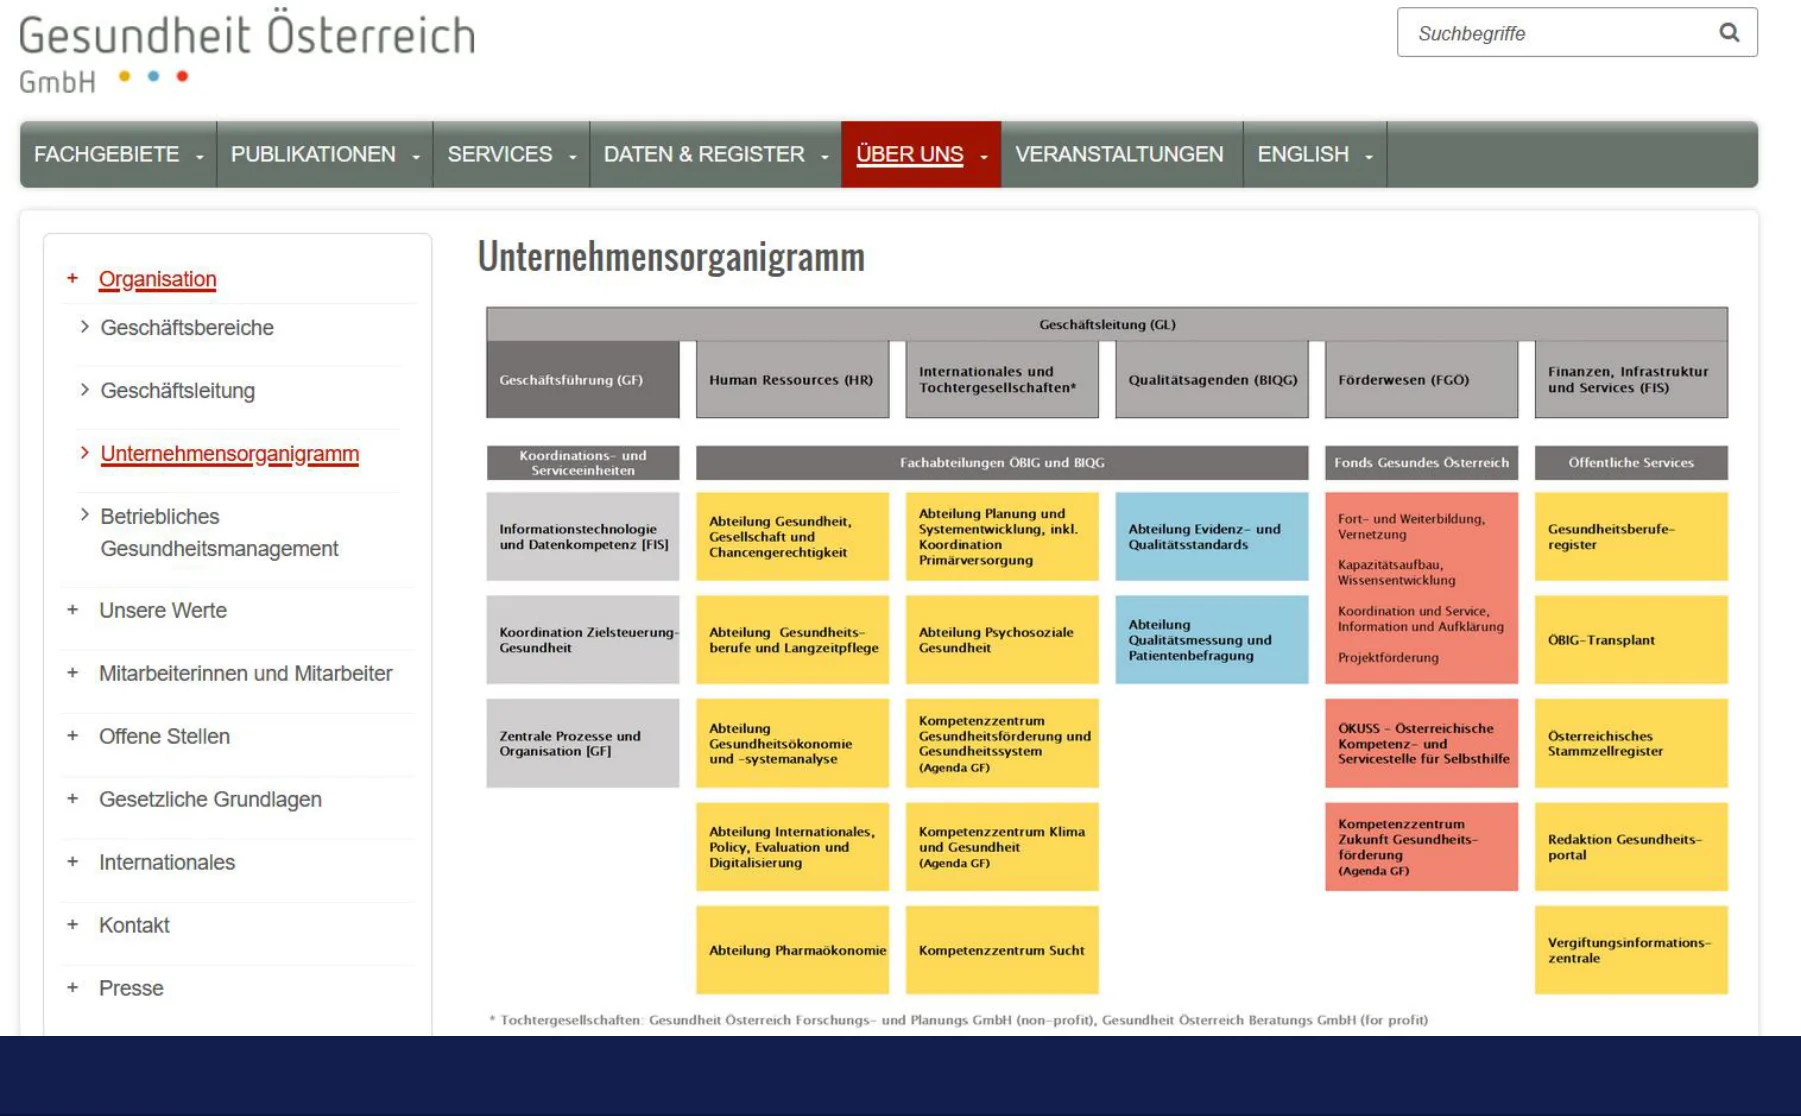 Gesundheit Österreich
GmbH
Suchbegriffe
FACHGEBIETE
PUBLIKATIONEN
SERVICES
DATEN & REGISTER
ÜBER UNS
VERANSTALTUNGEN
ENGLISH
+ Organisation
> Geschäftsbereiche
> Geschäftsleitung
> Unternehmensorganigramm
> Betriebliches
Gesundheitsmanagement
+ Unsere Werte
+ Mitarbeiterinnen und Mitarbeiter
+ Offene Stellen
+ Gesetzliche Grundlagen
+ Internationales
+ Kontakt
+ Presse
Unternehmensorganigramm
Geschäftsleitung (GL)
Geschäftsführung (GF)
Human Ressources (HR)
Internationales und
Tochtergesellschaften*
Qualitätsagenden (BIQG)
Förderwesen (FGÖ)
Finanzen, Infrastruktur
und Services (FIS)
Koordinations- und
Serviceeinheiten
Fachabteilungen ÖBIG und BIQG
Fonds Gesundes Österreich
Öffentliche Services
Informationstechnologie
und Datenkompetenz [FIS]
Abteilung Gesundheit,
Gesellschaft und
Chancengerechtigkeit
Abteilung Planung und
Systementwicklung, inkl.
Koordination
Primärversorgung
Abteilung Evidenz- und
Qualitätsstandards
Fort- und Weiterbildung,
Vernetzung
Kapazitätsaufbau,
Wissensentwicklung
Koordination und Service,
Information und Aufklärung
Projektförderung
Gesundheitsberufe-
register
Koordination Zielsteuerung-
Gesundheit
Abteilung Gesundheits-
berufe und Langzeitpflege
Abteilung Psychosoziale
Gesundheit
Abteilung
Qualitätsmessung und
Patientenbefragung
ÖBIG-Transplant
Zentrale Prozesse und
Organisation [GF]
Abteilung
Gesundheitsökonomie
und -systemanalyse
Kompetenzzentrum
Gesundheitsförderung und
Gesundheitssystem
(Agenda GF)
ÖKUSS - Österreichische
Kompetenz- und
Servicestelle für Selbsthilfe
Österreichisches
Stammzellregister
Abteilung Internationales,
Policy, Evaluation und
Digitalisierung
Kompetenzzentrum Klima
und Gesundheit
(Agenda GF)
Kompetenzzentrum
Zukunft Gesundheits-
förderung
(Agenda GF)
Redaktion Gesundheits-
portal
Abteilung Pharmaökonomie
Kompetenzzentrum Sucht
Vergiftungsinformations-
zentrale
* Tochtergesellschaften: Gesundheit Österreich Forschungs- und Planungs GmbH (non-profit), Gesundheit Österreich Beratungs GmbH (for profit)